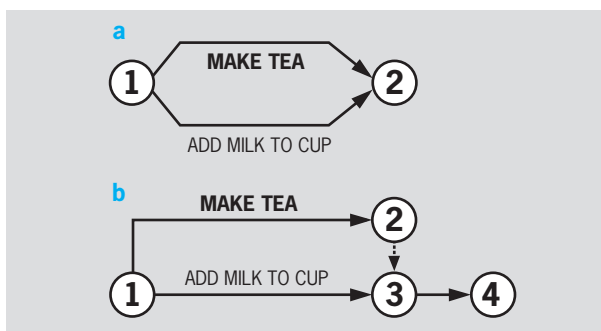 a
MAKE TEA
1 2
ADD MILK TO CUP
b
MAKE TEA
2
ADD MILK TO CUP
1 3 4